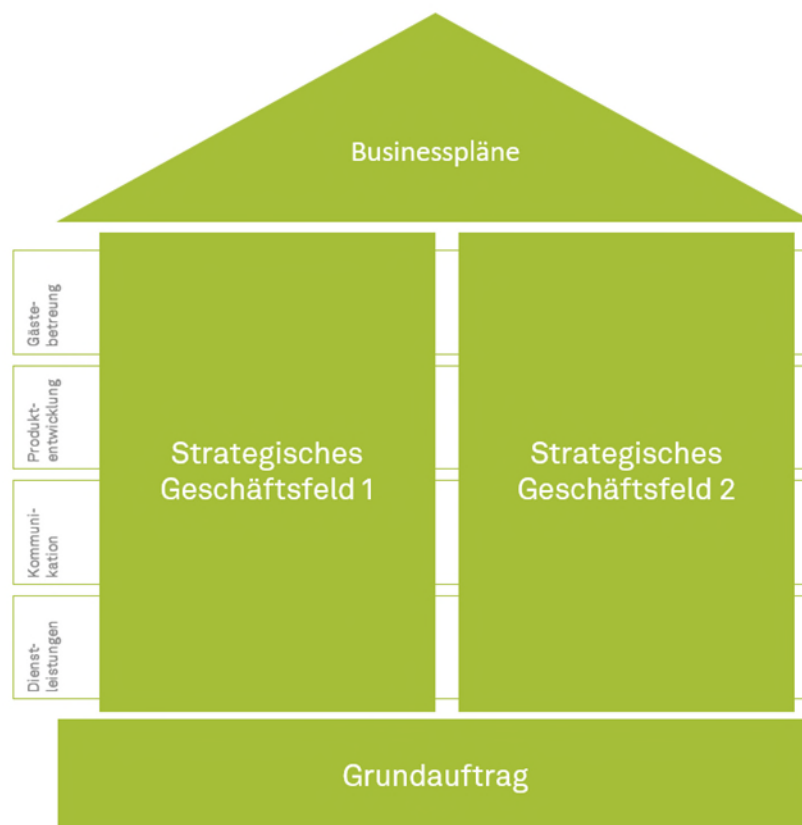 Businesspläne
Gäste-
betreung
Produkt-
entwicklung
Kommuni-
kation
Dienst-
leistungen
Strategisches
Geschäftsfeld 1
Strategisches
Geschäftsfeld 2
Grundauftrag